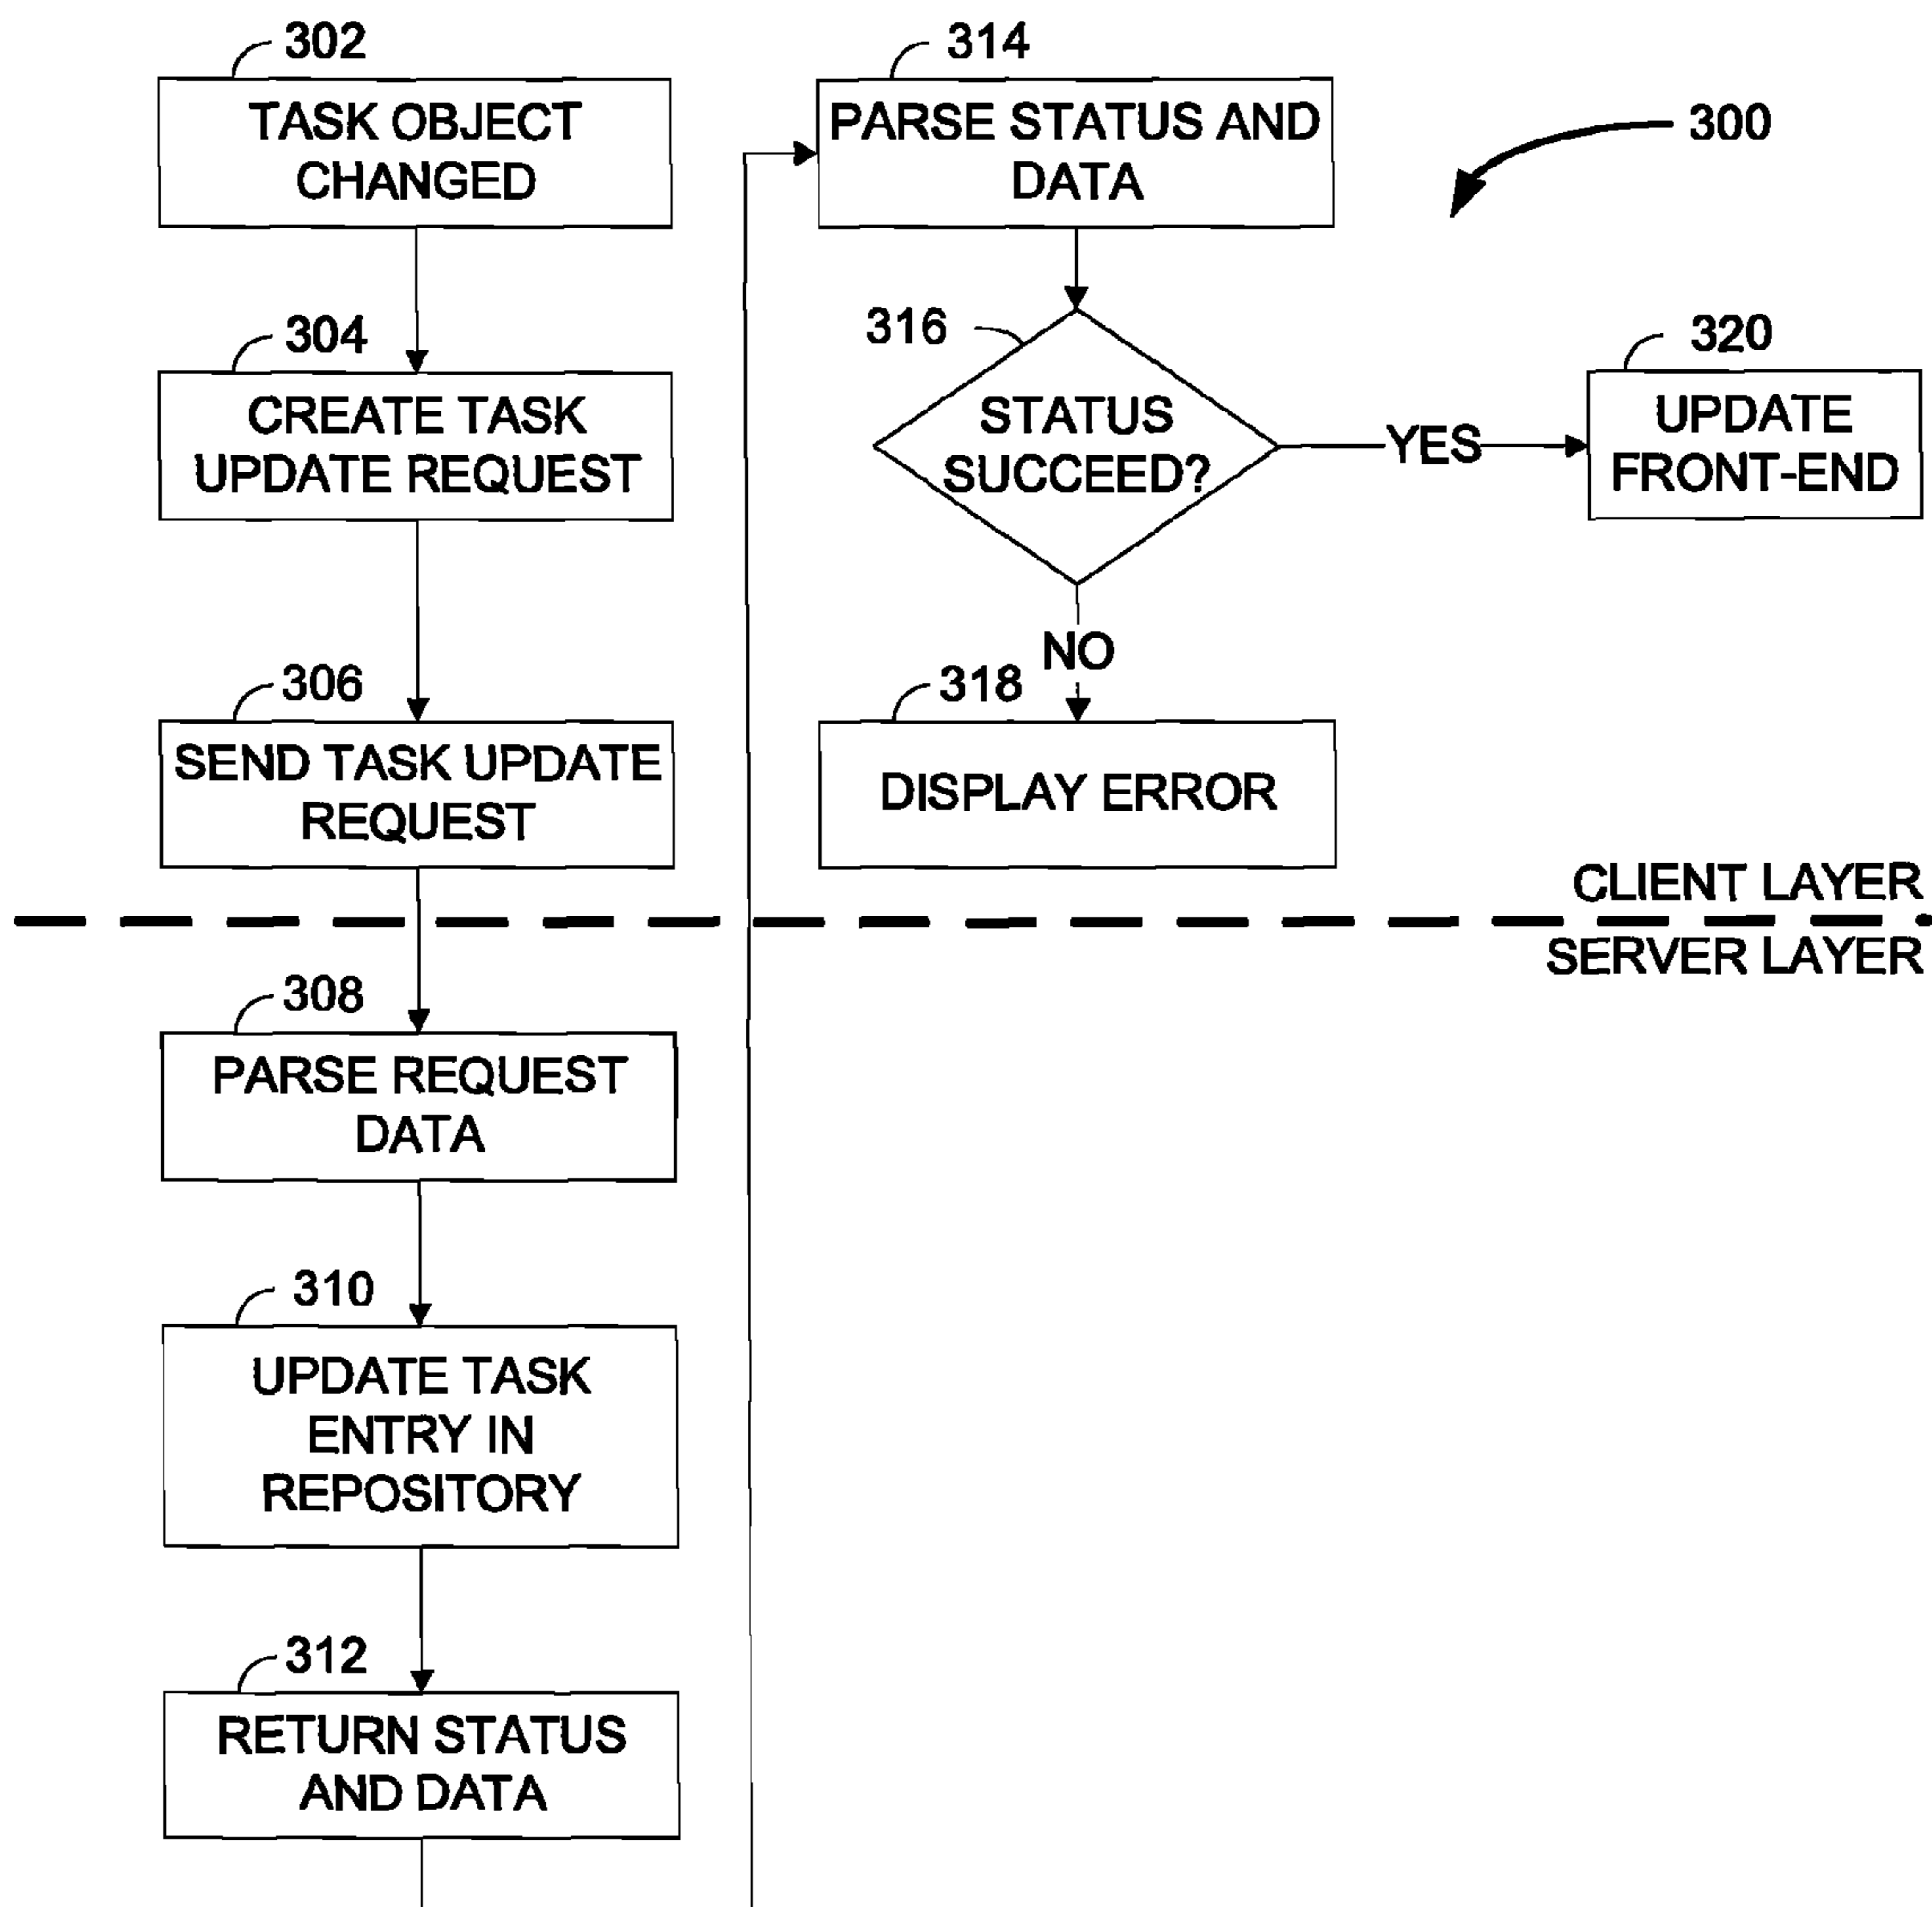 302
TASK OBJECT
CHANGED
304
CREATE TASK
UPDATE REQUEST
306
SEND TASK UPDATE
REQUEST
308
PARSE REQUEST
DATA
310
UPDATE TASK
ENTRY IN
REPOSITORY
312
RETURN STATUS
AND DATA
314
PARSE STATUS AND
DATA
316
STATUS
SUCCEED?
YES
NO
318
DISPLAY ERROR
300
320
UPDATE
FRONT-END
CLIENT LAYER
SERVER LAYER